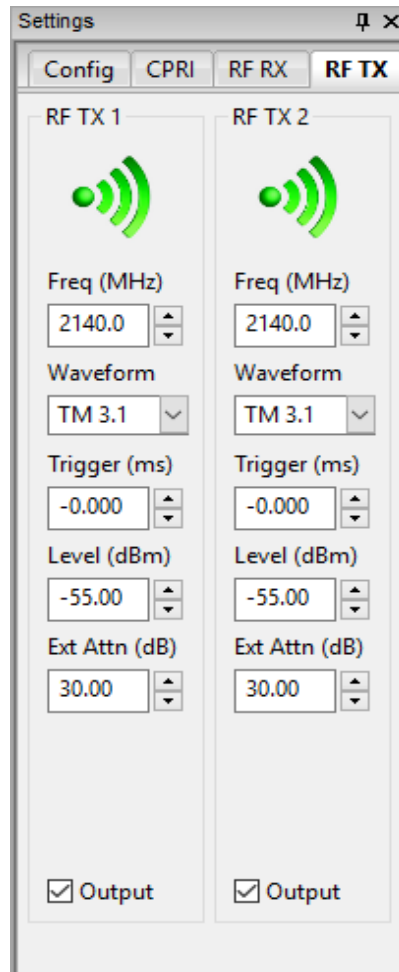 Settings
Config CPRI RF RX RF TX
RF TX 1
Freq (MHz)
2140.0
Waveform
TM 3.1
Trigger (ms)
-0.000
Level (dBm)
-55.00
Ext Attn (dB)
30.00
Output
RF TX 2
Freq (MHz)
2140.0
Waveform
TM 3.1
Trigger (ms)
-0.000
Level (dBm)
-55.00
Ext Attn (dB)
30.00
Output